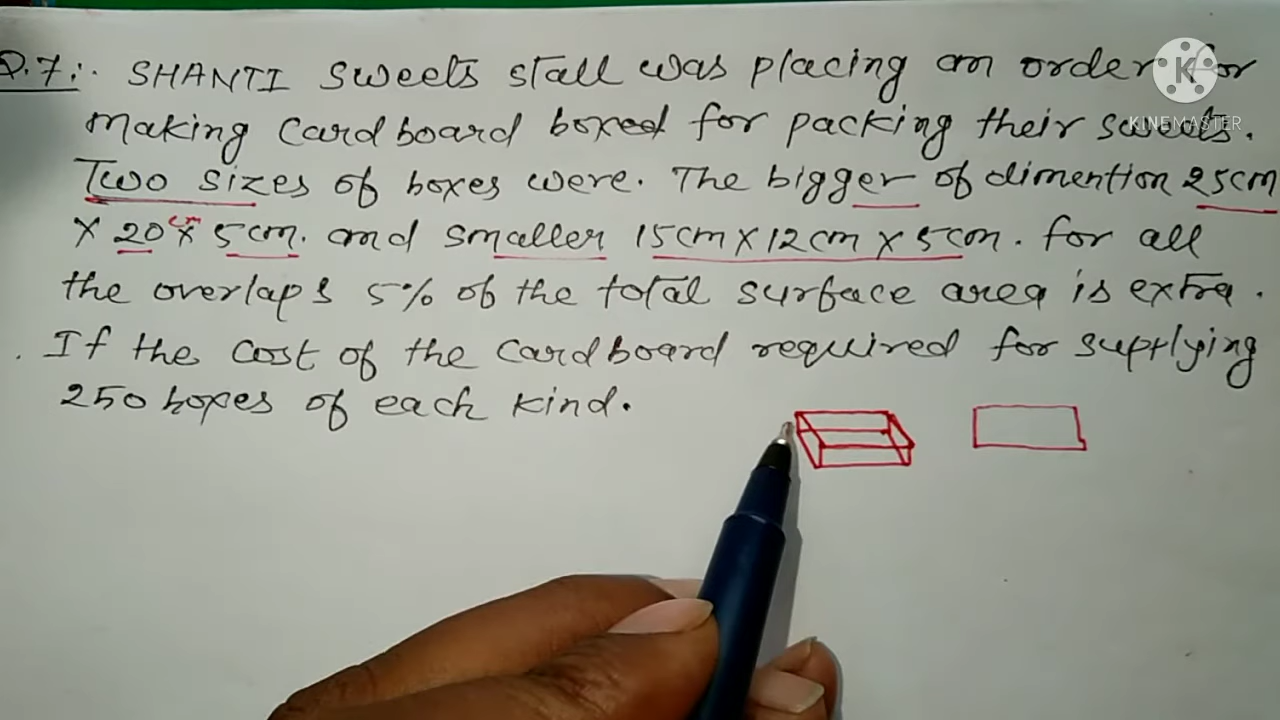 Q.7:. SHANTI Sweets stall was placing an order for
making cardboard boxed for packing their sweets.
Two sizes of boxes were. The bigger of dimention 25cm
X 20cm X 5cm. and smaller 15cm X 12cm X 5cm. for all
the overlaps 5% of the total surface area is extra.
. If the cost of the cardboard required for supplying
250 boxes of each kind.
K
KINEMASTER